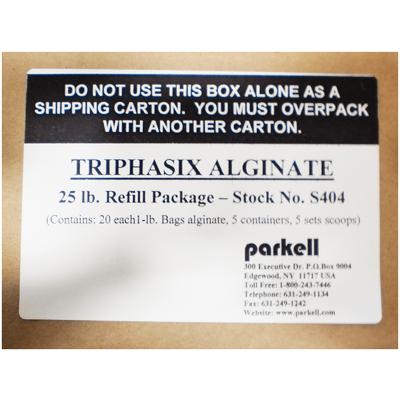 DO NOT USE THIS BOX ALONE AS A
SHIPPING CARTON. YOU MUST OVERPACK
WITH ANOTHER CARTON.
TRIPHASIX ALGINATE
25 lb. Refill Package – Stock No. S404
(Contains: 20 each1-lb. Bags alginate, 5 containers, 5 sets scoops)
parkell
300 Executive Dr. P.O.Box 9004
Edgewood, NY 11717 USA
Toll Free: 1-800-243-7446
Telephone: 631-249-1134
Fax: 631-249-1242
Website: www.parkell.com